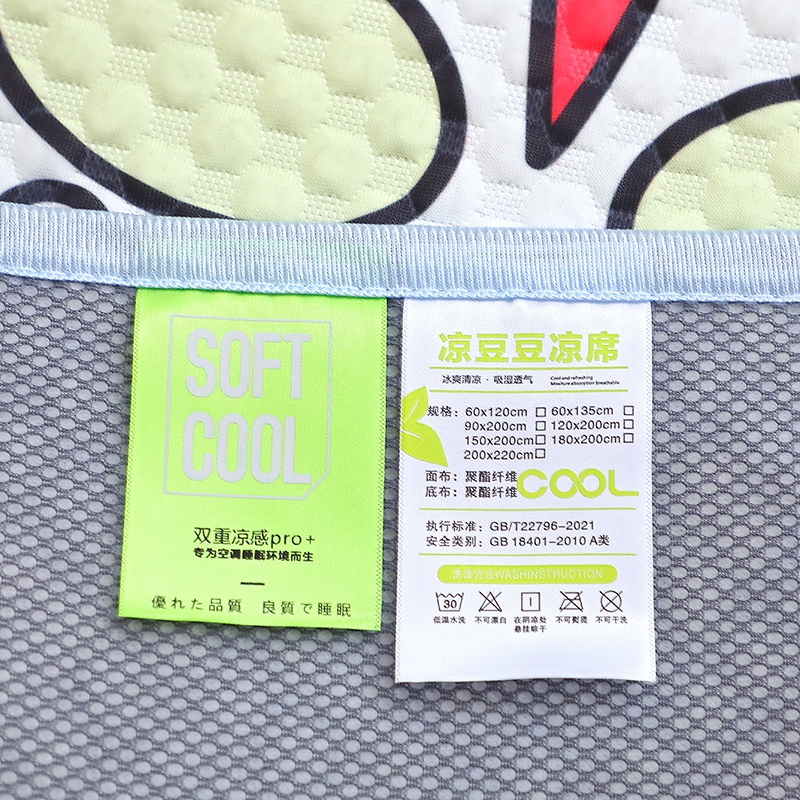 SOFT
COOL
双重凉感pro+
专为空调睡眠环境而生
優れた品質 良質で睡眠
凉豆豆凉席
冰爽清凉·吸湿透气 Cool and refreshing
Moisture absorption breathable
规格：60x120cm 60x135cm
90x200cm 120x200cm
150x200cm 180x200cm
200x220cm
面布：聚酯纤维
底布：聚酯纤维
COOL
执行标准：GB/T22796-2021
安全类别：GB 18401-2010 A类
洗涤方法WASHINSTRUCTION
30
低温水洗 不可漂白 在阴凉处 不可熨烫 不可干洗
悬挂晾干